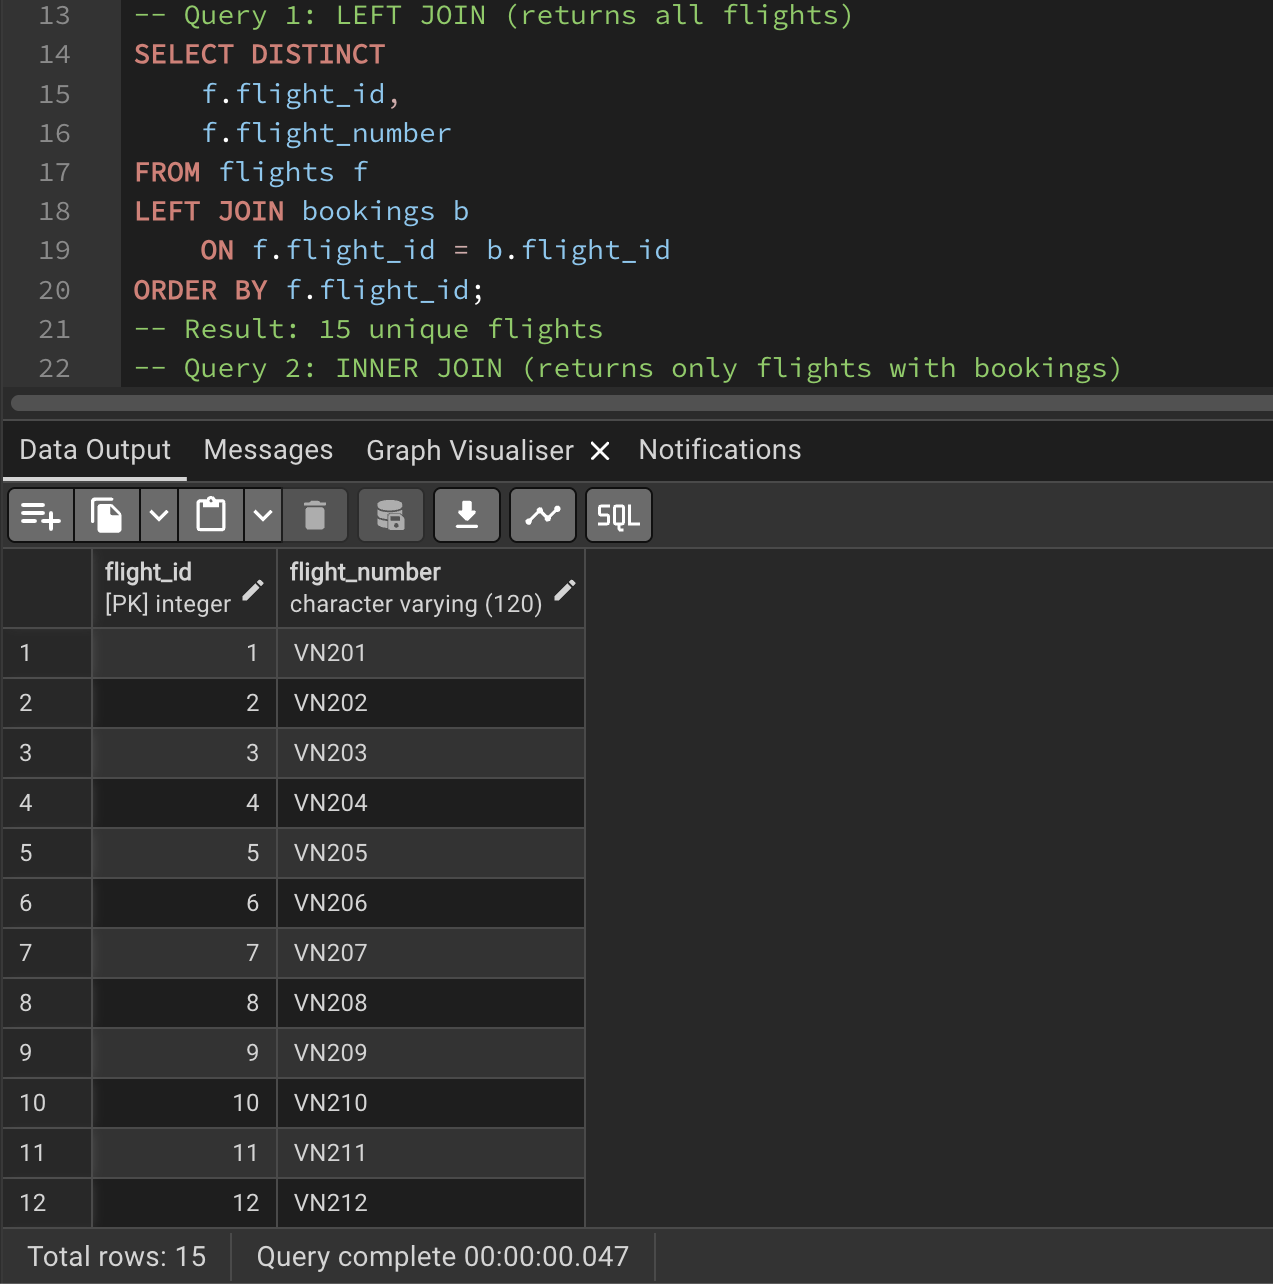 13 -- Query 1: LEFT JOIN (returns all flights)
14 SELECT DISTINCT
15 f.flight_id,
16 f.flight_number
17 FROM flights f
18 LEFT JOIN bookings b
19 ON f.flight_id = b.flight_id
20 ORDER BY f.flight_id;
21 -- Result: 15 unique flights
22 -- Query 2: INNER JOIN (returns only flights with bookings)
Data Output Messages Graph Visualiser × Notifications
SQL
flight_id flight_number
[PK] integer character varying (120)
1 1 VN201
2 2 VN202
3 3 VN203
4 4 VN204
5 5 VN205
6 6 VN206
7 7 VN207
8 8 VN208
9 9 VN209
10 10 VN210
11 11 VN211
12 12 VN212
Total rows: 15 Query complete 00:00:00.047